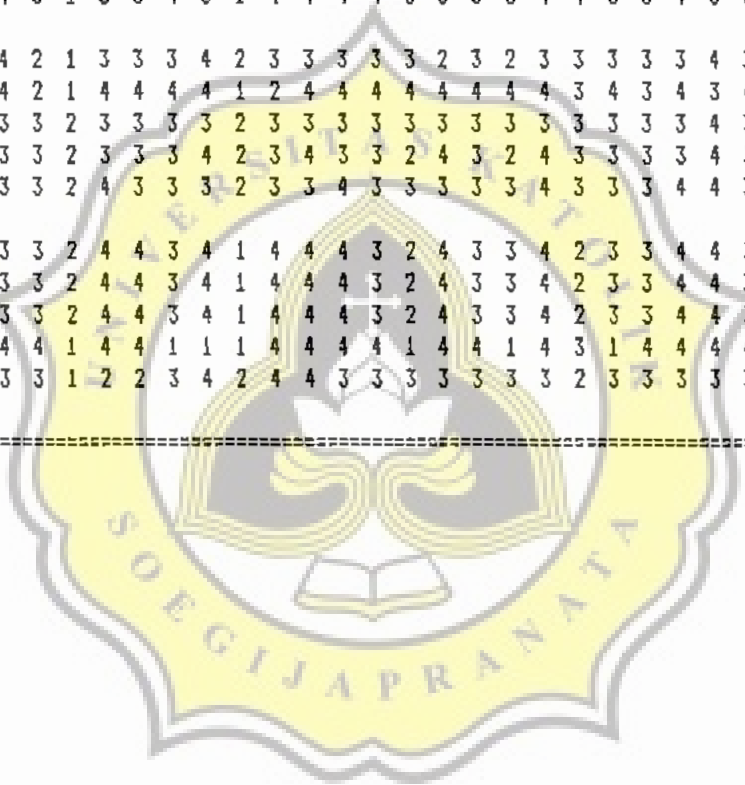 4 2 1 3 3 3 4 2 3 3 3 3 3 3 2 3 2 3 3 3 3 3 4
4 2 1 4 4 4 4 1 2 4 4 4 4 4 4 4 4 3 4 3 4 3
3 3 2 3 3 3 3 2 3 3 3 3 3 3 3 3 3 3 3 3 3 3 4
3 3 2 3 3 3 4 2 3 4 3 3 2 4 3 2 4 3 3 3 3 4
3 3 2 4 3 3 3 2 3 3 4 3 3 3 3 3 4 3 3 3 4 4
3 3 2 4 4 3 4 1 4 4 4 3 2 4 3 3 4 2 3 3 4 4
3 3 2 4 4 3 4 1 4 4 4 3 2 4 3 3 4 2 3 3 4 4
3 3 2 4 4 3 4 1 4 4 4 3 2 4 3 3 4 2 3 3 4 4
4 4 1 4 4 1 1 1 4 4 4 4 1 4 4 1 4 3 1 4 4 4
3 3 1 2 2 3 4 2 4 4 3 3 3 3 3 3 3 2 3 3 3 3
UNIVERSITAS KATOLIK
SOEGIJAPRANATA